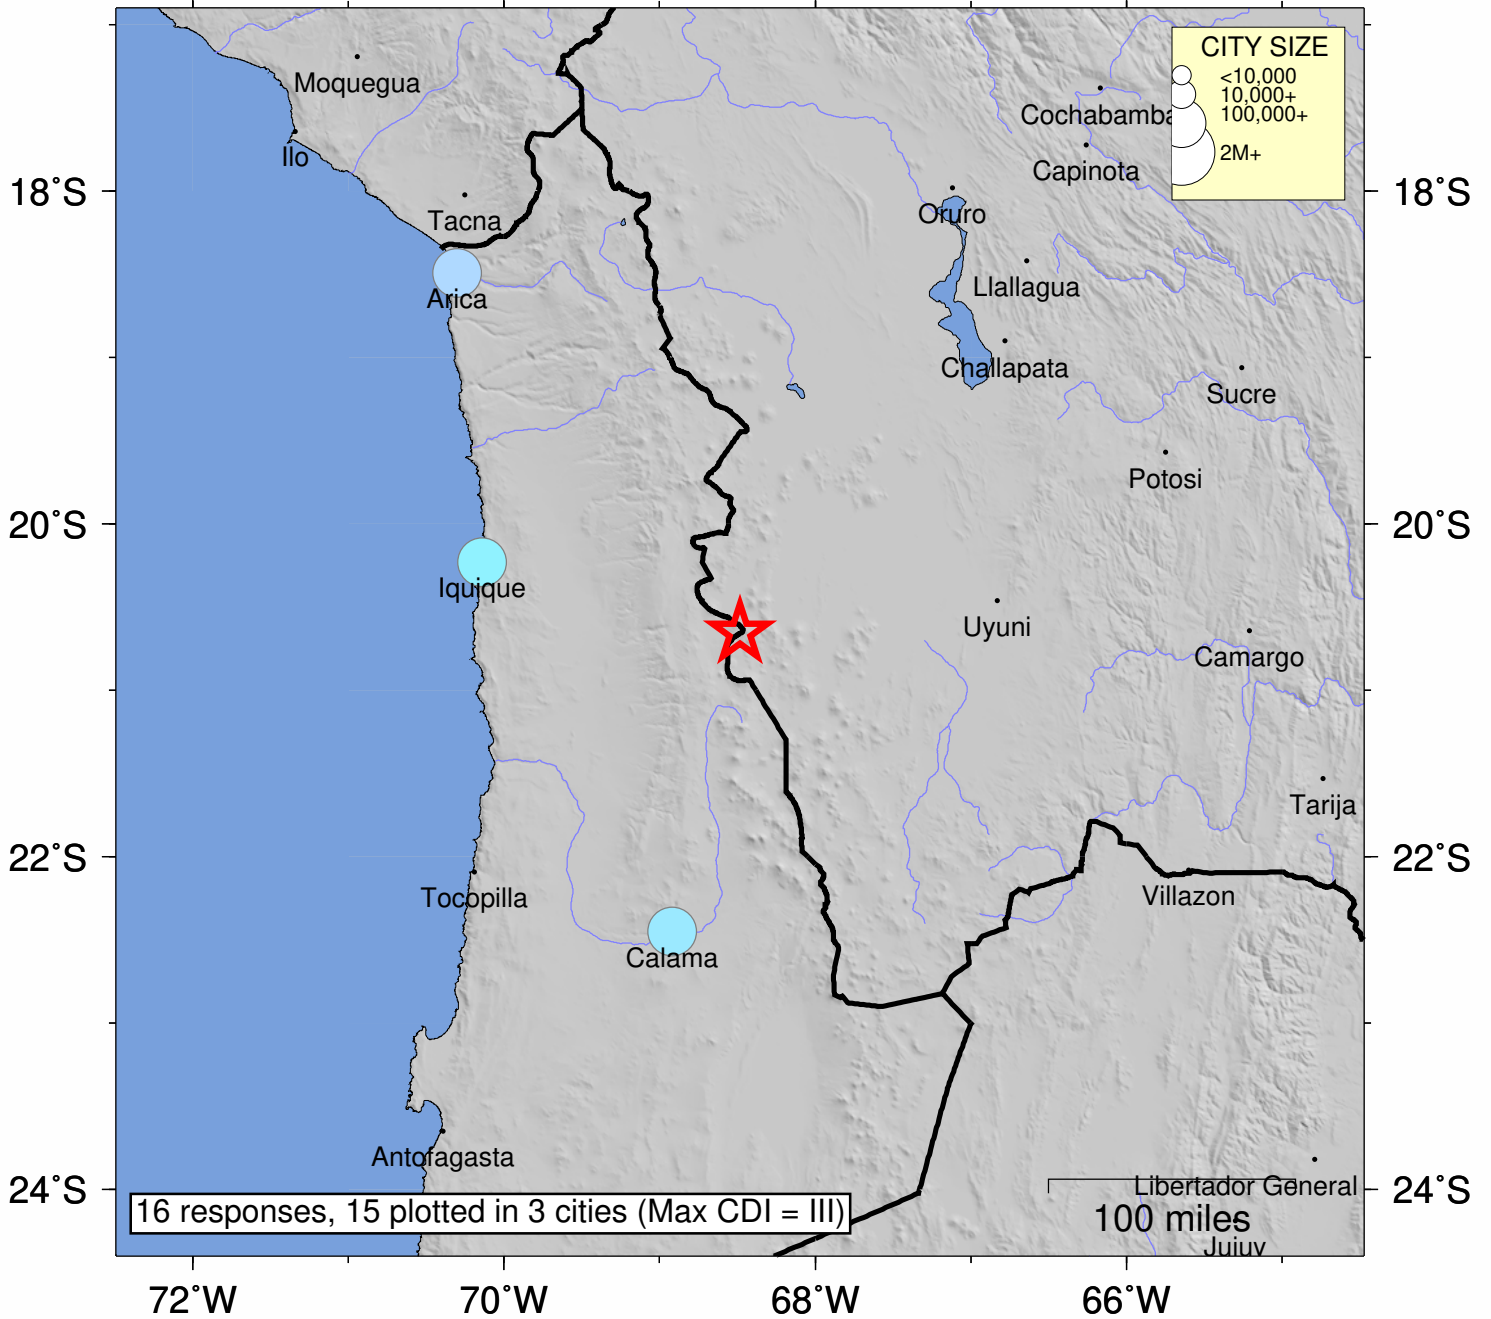 CITY SIZE
<10,000
10,000+
100,000+
2M+
Moquegua
Cochabamba
Ilo
Capinota
18˚S
18˚S
Tacna
Oruro
Arica
Llallagua
Challapata
Sucre
Potosi
20˚S
20˚S
Iquique
Uyuni
Camargo
Tarija
22˚S
22˚S
Tocopilla
Villazon
Calama
Antofagasta
24˚S
Libertador General
24˚S
16 responses, 15 plotted in 3 cities (Max CDI = III)
100 miles
Jujuy
72˚W
70˚W
68˚W
66˚W